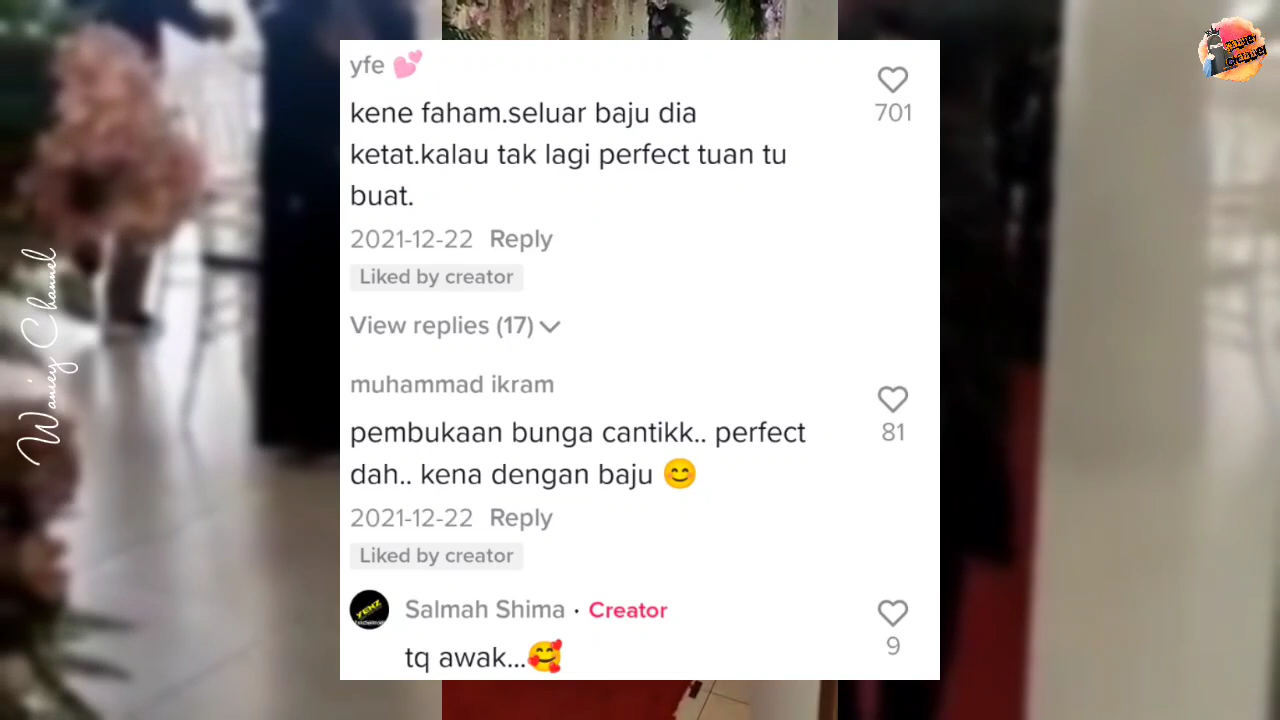 yfe 💕
701
kene faham.seluar baju dia
ketat.kalau tak lagi perfect tuan tu
buat.
2021-12-22 Reply
Liked by creator
View replies (17)
muhammad ikram
81
pembukaan bunga cantikk.. perfect
dah.. kena dengan baju 😊
2021-12-22 Reply
Liked by creator
Salmah Shima · Creator
9
tq awak...🥰
Waniey Channel